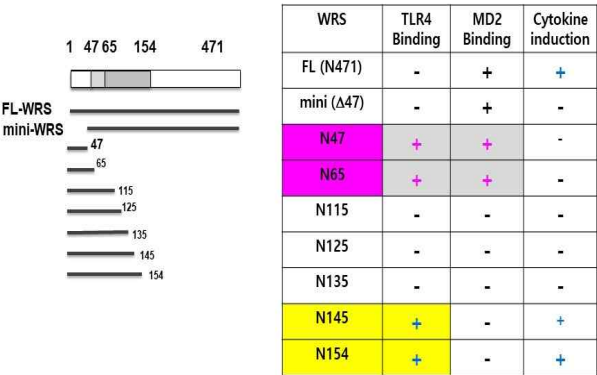 1 47 65 154 471
FL-WRS
mini-WRS
47
65
115
125
135
145
154
WRS TLR4 Binding MD2 Binding Cytokine induction
FL (N471) - + +
mini (Δ47) - + -
N47 + + -
N65 + + -
N115 - - -
N125 - - -
N135 - - -
N145 + - +
N154 + - +